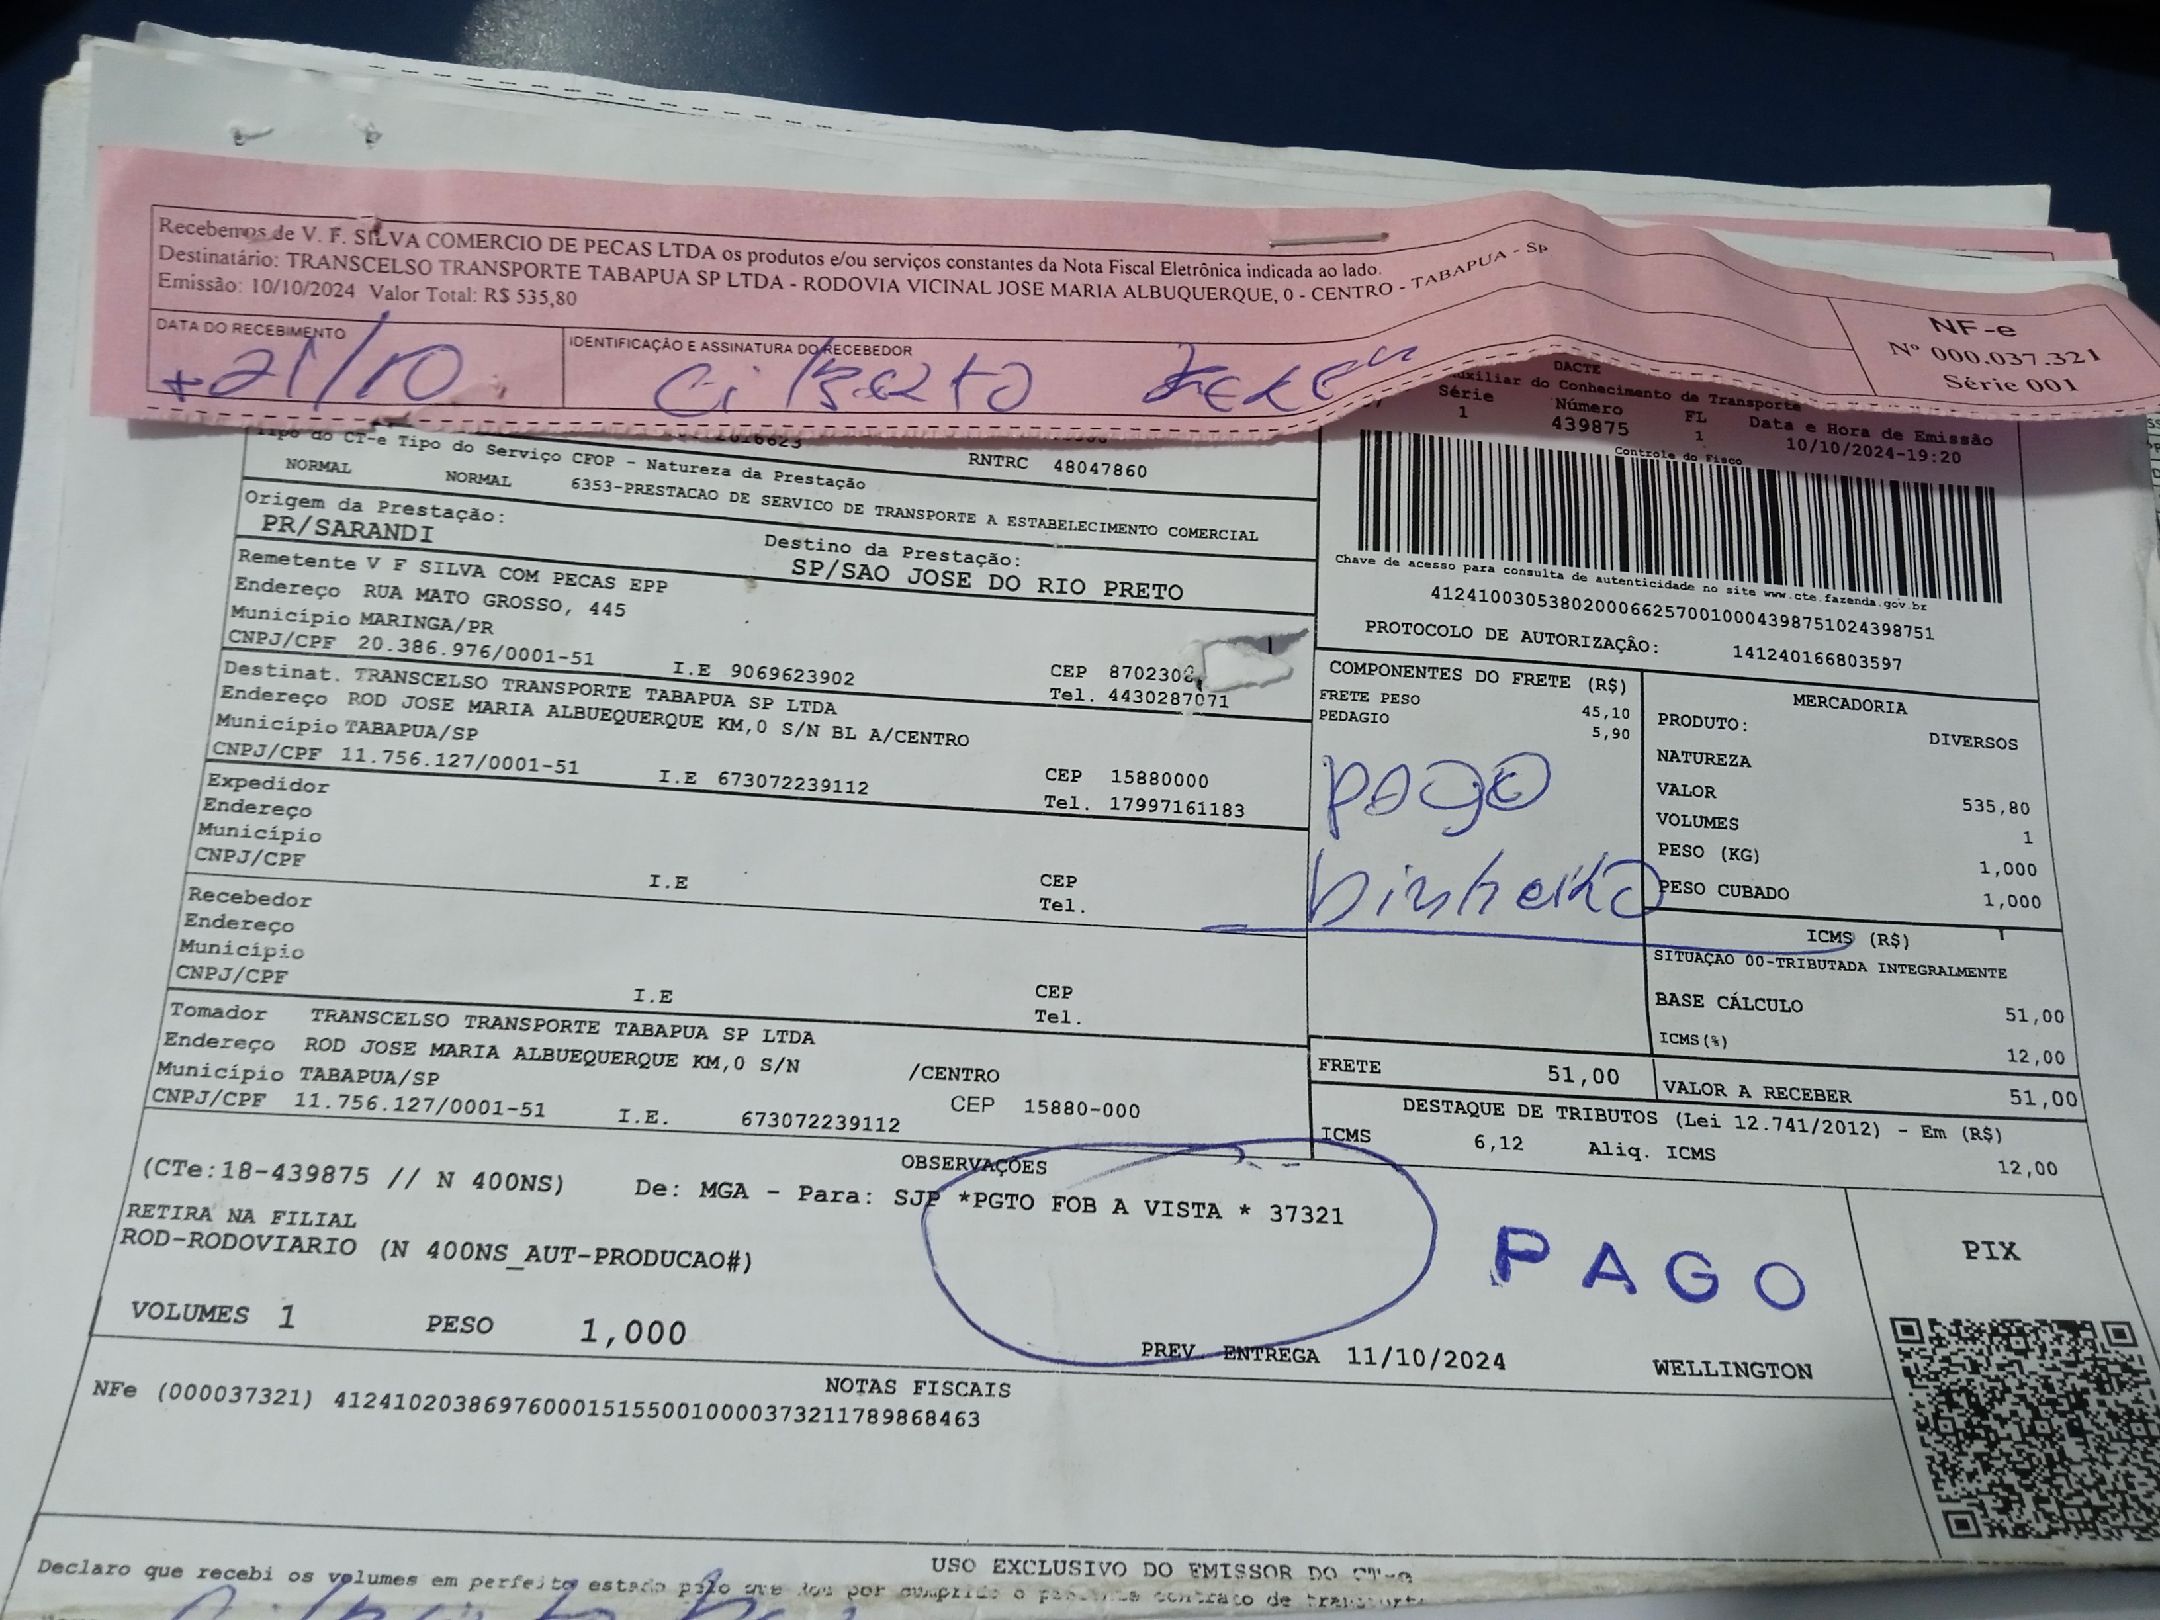 Recebemos de V. F. SILVA COMERCIO DE PECAS LTDA os produtos e/ou serviços constantes da Nota Fiscal Eletrônica indicada ao lado.
Destinatário: TRANSCELSO TRANSPORTE TABAPUA SP LTDA - RODOVIA VICINAL JOSE MARIA ALBUQUERQUE, 0 - CENTRO - TABAPUA - SP
Emissão: 10/10/2024 Valor Total: R$ 535,80
NF-e
Nº 000.037.321
Série 001
DATA DO RECEBIMENTO
21/10
IDENTIFICAÇÃO E ASSINATURA DO RECEBEDOR
DACTE
uxiliar do Conhecimento de Transporte
Série Número FL Data e Hora de Emissão
1 439875 1 10/10/2024-19:20
Controle do Fisco
RNTRC 48047860
Tipo do CT-e Tipo do Serviço CFOP - Natureza da Prestação
NORMAL NORMAL 6353-PRESTACAO DE SERVICO DE TRANSPORTE A ESTABELECIMENTO COMERCIAL
Origem da Prestação:
PR/SARANDI
Destino da Prestação:
SP/SAO JOSE DO RIO PRETO
Chave de acesso para consulta de autenticidade no site www.cte.fazenda.gov.br
41241003053802000662570010004398751024398751
PROTOCOLO DE AUTORIZAÇÃO: 141240166803597
Remetente V F SILVA COM PECAS EPP
Endereço RUA MATO GROSSO, 445
Município MARINGA/PR
CNPJ/CPF 20.386.976/0001-51 I.E 9069623902 CEP 8702300
Tel. 4430287071
Destinat. TRANSCELSO TRANSPORTE TABAPUA SP LTDA
Endereço ROD JOSE MARIA ALBUEQUERQUE KM,0 S/N BL A/CENTRO
Município TABAPUA/SP
CNPJ/CPF 11.756.127/0001-51 I.E 673072239112 CEP 15880000
Tel. 17997161183
Expedidor
Endereço
Município
CNPJ/CPF I.E CEP
Tel.
Recebedor
Endereço
Município
CNPJ/CPF I.E CEP
Tel.
Tomador TRANSCELSO TRANSPORTE TABAPUA SP LTDA
Endereço ROD JOSE MARIA ALBUEQUERQUE KM,0 S/N /CENTRO
Município TABAPUA/SP CEP 15880-000
CNPJ/CPF 11.756.127/0001-51 I.E. 673072239112
COMPONENTES DO FRETE (R$)
FRETE PESO 45,10
PEDAGIO 5,90
pago
Dinheiro
FRETE 51,00
MERCADORIA
PRODUTO: DIVERSOS
NATUREZA
VALOR 535,80
VOLUMES 1
PESO (KG) 1,000
PESO CUBADO 1,000
ICMS (R$)
SITUAÇÃO 00-TRIBUTADA INTEGRALMENTE
BASE CÁLCULO 51,00
ICMS(%) 12,00
VALOR A RECEBER 51,00
DESTAQUE DE TRIBUTOS (Lei 12.741/2012) - Em (R$)
ICMS 6,12 Aliq. ICMS 12,00
OBSERVAÇÕES
(CTe:18-439875 // N 400NS) De: MGA - Para: SJP *PGTO FOB A VISTA * 37321
RETIRA NA FILIAL
ROD-RODOVIARIO (N 400NS_AUT-PRODUCAO#)
PAGO
PIX
VOLUMES 1 PESO 1,000
PREV. ENTREGA 11/10/2024 WELLINGTON
NOTAS FISCAIS
NFe (000037321) 41241020386976000151550010000373211789868463
USO EXCLUSIVO DO EMISSOR DO CT-e
Declaro que recebi os volumes em perfeito estado pelo que dou por cumprido o presente contrato de transporte